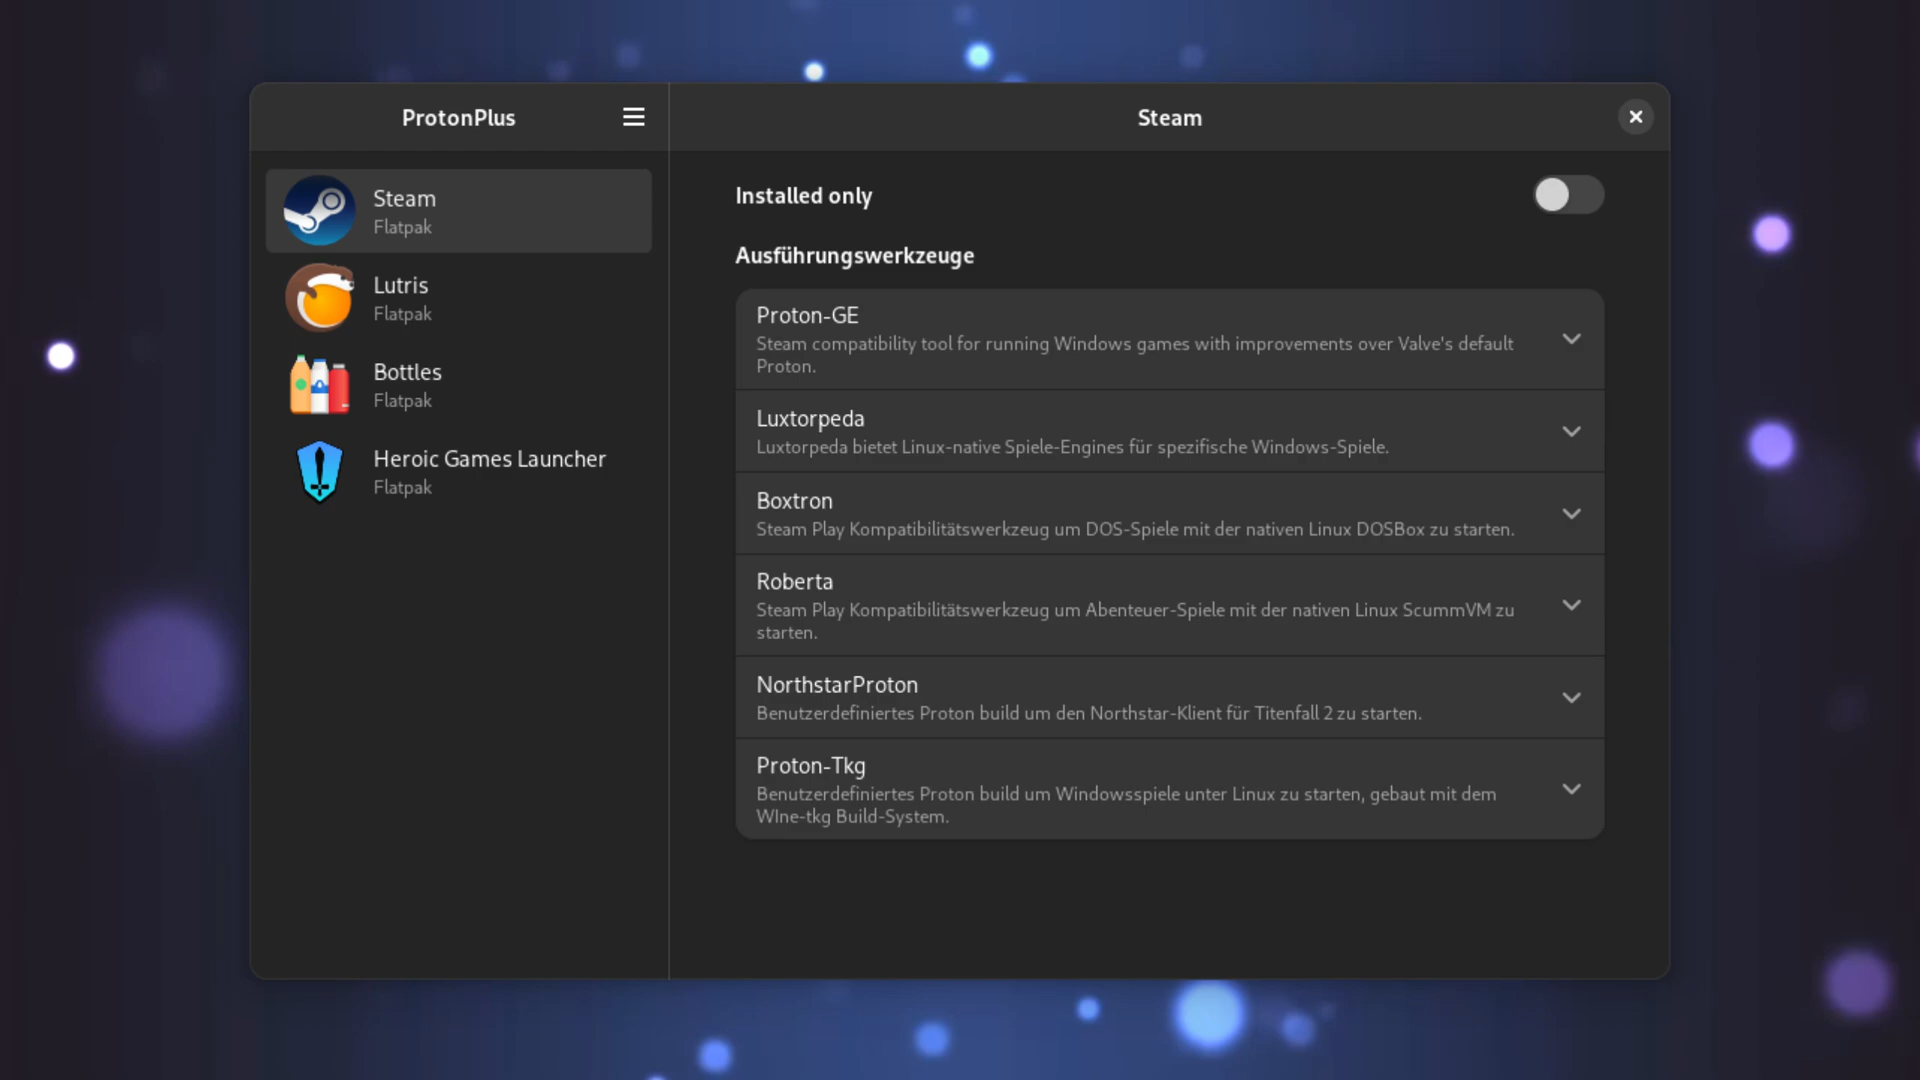 ProtonPlus
Steam
Flatpak
Lutris
Flatpak
Bottles
Flatpak
Heroic Games Launcher
Flatpak
Steam
Installed only
Ausführungswerkzeuge
Proton-GE
Steam compatibility tool for running Windows games with improvements over Valve's default
Proton.
Luxtorpeda
Luxtorpeda bietet Linux-native Spiele-Engines für spezifische Windows-Spiele.
Boxtron
Steam Play Kompatibilitätswerkzeug um DOS-Spiele mit der nativen Linux DOSBox zu starten.
Roberta
Steam Play Kompatibilitätswerkzeug um Abenteuer-Spiele mit der nativen Linux ScummVM zu
starten.
NorthstarProton
Benutzerdefiniertes Proton build um den Northstar-Klient für Titenfall 2 zu starten.
Proton-Tkg
Benutzerdefiniertes Proton build um Windowsspiele unter Linux zu starten, gebaut mit dem
WIne-tkg Build-System.